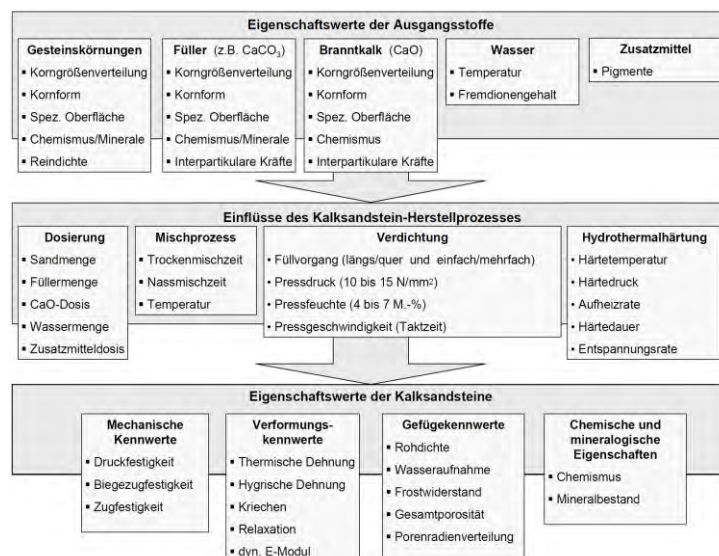 Eigenschaftswerte der Ausgangsstoffe
Gesteinskörnungen
▪ Korngrößenverteilung
▪ Kornform
▪ Spez. Oberfläche
▪ Chemismus/Minerale
▪ Reindichte
Füller (z.B. CaCO₃)
▪ Korngrößenverteilung
▪ Kornform
▪ Spez. Oberfläche
▪ Chemismus/Minerale
▪ Interpartikulare Kräfte
Branntkalk (CaO)
▪ Korngrößenverteilung
▪ Kornform
▪ Spez. Oberfläche
▪ Chemismus
▪ Interpartikulare Kräfte
Wasser
▪ Temperatur
▪ Fremdionengehalt
Zusatzmittel
▪ Pigmente
Einflüsse des Kalksandstein-Herstellprozesses
Dosierung
▪ Sandmenge
▪ Füllermenge
▪ CaO-Dosis
▪ Wassermenge
▪ Zusatzmitteldosis
Mischprozess
▪ Trockenmischzeit
▪ Nassmischzeit
▪ Temperatur
Verdichtung
• Füllvorgang (längs/quer und einfach/mehrfach)
• Pressdruck (10 bis 15 N/mm²)
• Pressfeuchte (4 bis 7 M.-%)
• Pressgeschwindigkeit (Taktzeit)
Hydrothermalhärtung
• Härtetemperatur
• Härtedruck
• Aufheizrate
• Härtedauer
• Entspannungsrate
Eigenschaftswerte der Kalksandsteine
Mechanische
Kennwerte
▪ Druckfestigkeit
▪ Biegezugfestigkeit
▪ Zugfestigkeit
Verformungs-
kennwerte
▪ Thermische Dehnung
▪ Hygrische Dehnung
▪ Kriechen
▪ Relaxation
▪ dyn. E-Modul
Gefügekennwerte
▪ Rohdichte
▪ Wasseraufnahme
▪ Frostwiderstand
▪ Gesamtporosität
▪ Porenradienverteilung
Chemische und
mineralogische
Eigenschaften
▪ Chemismus
▪ Mineralbestand